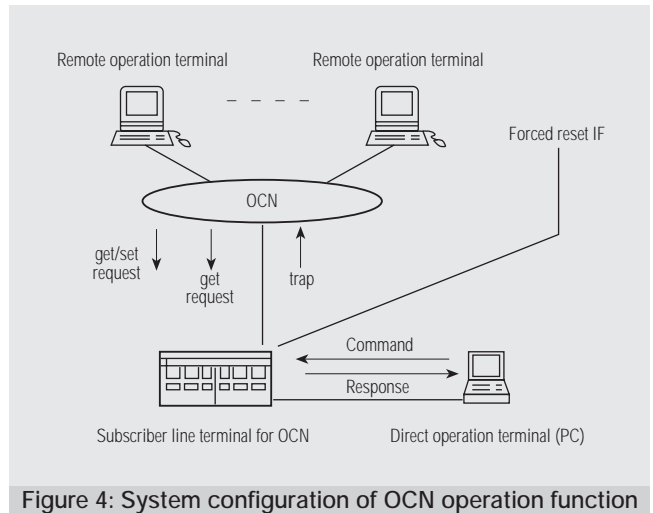 Remote operation terminal
Remote operation terminal
Forced reset IF
OCN
get/set
request
get
request
trap
Command
Response
Subscriber line terminal for OCN
Direct operation terminal (PC)
Figure 4: System configuration of OCN operation function